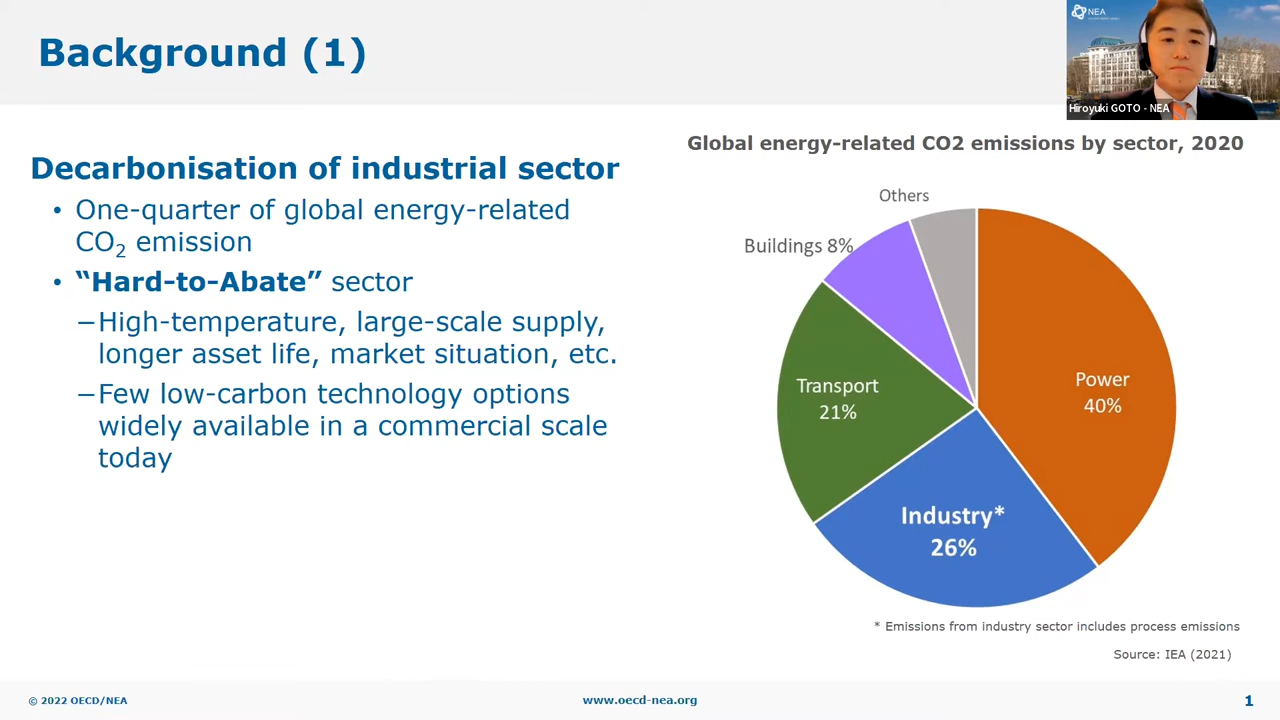 Background (1)
NEA
Hiroyuki GOTO - NEA
Decarbonisation of industrial sector
• One-quarter of global energy-related
CO2 emission
• “Hard-to-Abate” sector
–High-temperature, large-scale supply,
longer asset life, market situation, etc.
–Few low-carbon technology options
widely available in a commercial scale
today
Global energy-related CO2 emissions by sector, 2020
Others
Buildings 8%
Transport
21%
Power
40%
Industry*
26%
* Emissions from industry sector includes process emissions
Source: IEA (2021)
© 2022 OECD/NEA
www.oecd-nea.org
1